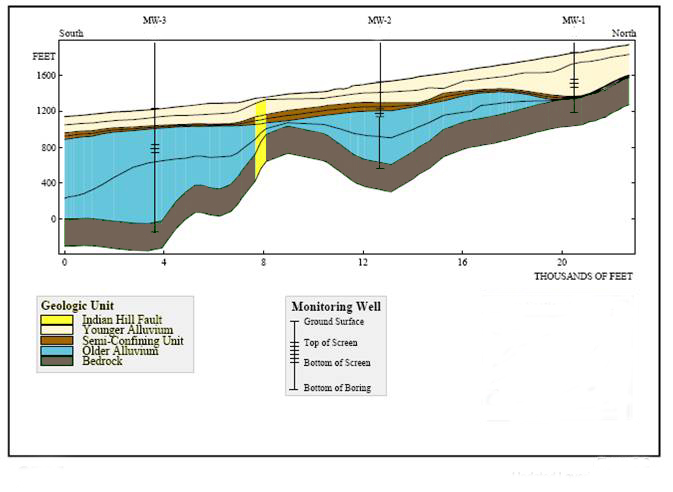 MW-3 MW-2 MW-1
South North
FEET
1600
1200
800
400
0
0 4 8 12 16 20
THOUSANDS OF FEET
Geologic Unit
Indian Hill Fault
Younger Alluvium
Semi-Confining Unit
Older Alluvium
Bedrock
Monitoring Well
Ground Surface
Top of Screen
Bottom of Screen
Bottom of Boring